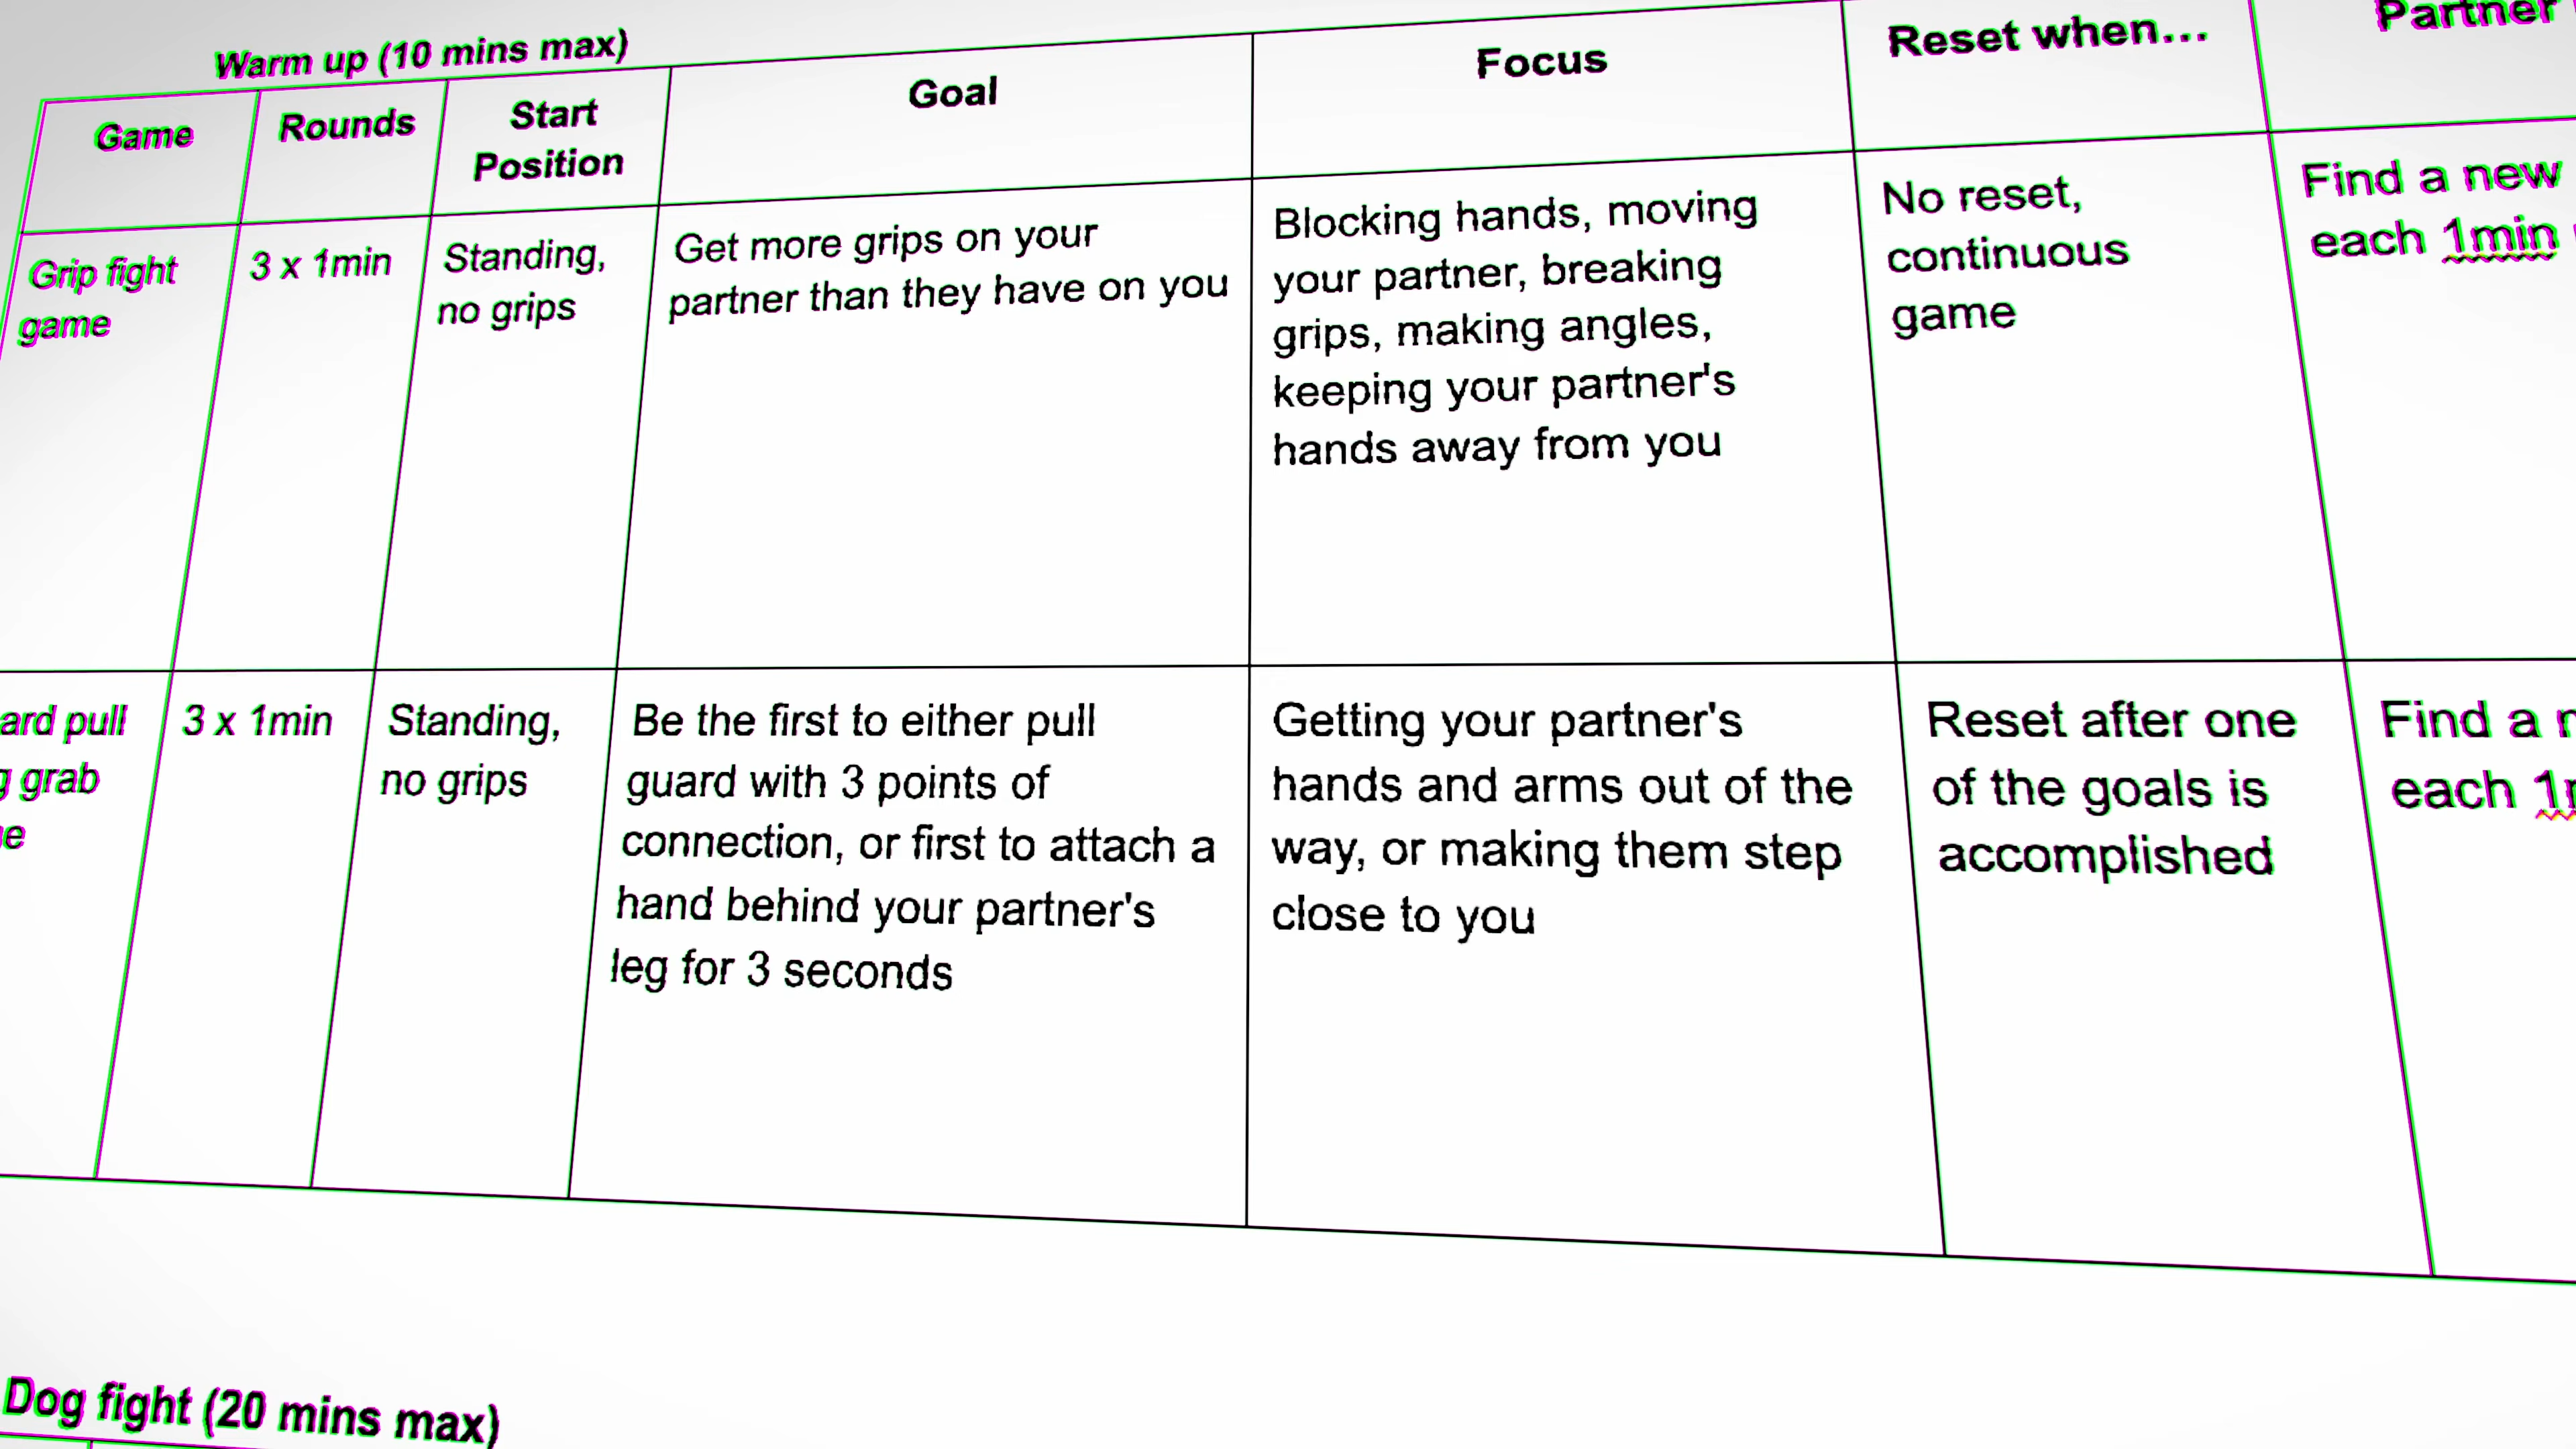 Warm up (10 mins max)
Game
Rounds
Start
Position
Goal
Focus
Reset when...
Partner
Grip fight
game
3 x 1min
Standing,
no grips
Get more grips on your
partner than they have on you
Blocking hands, moving
your partner, breaking
grips, making angles,
keeping your partner's
hands away from you
No reset,
continuous
game
Find a new
each 1min
pull
grab
3 x 1min
Standing,
no grips
Be the first to either pull
guard with 3 points of
connection, or first to attach a
hand behind your partner's
leg for 3 seconds
Getting your partner's
hands and arms out of the
way, or making them step
close to you
Reset after one
of the goals is
accomplished
Find a
each
Dog fight (20 mins max)